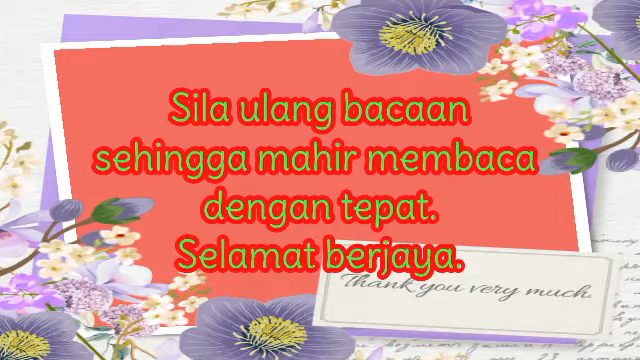 Sila ulang bacaan
sehingga mahir membaca
dengan tepat.
Selamat berjaya.
Thank you very much.